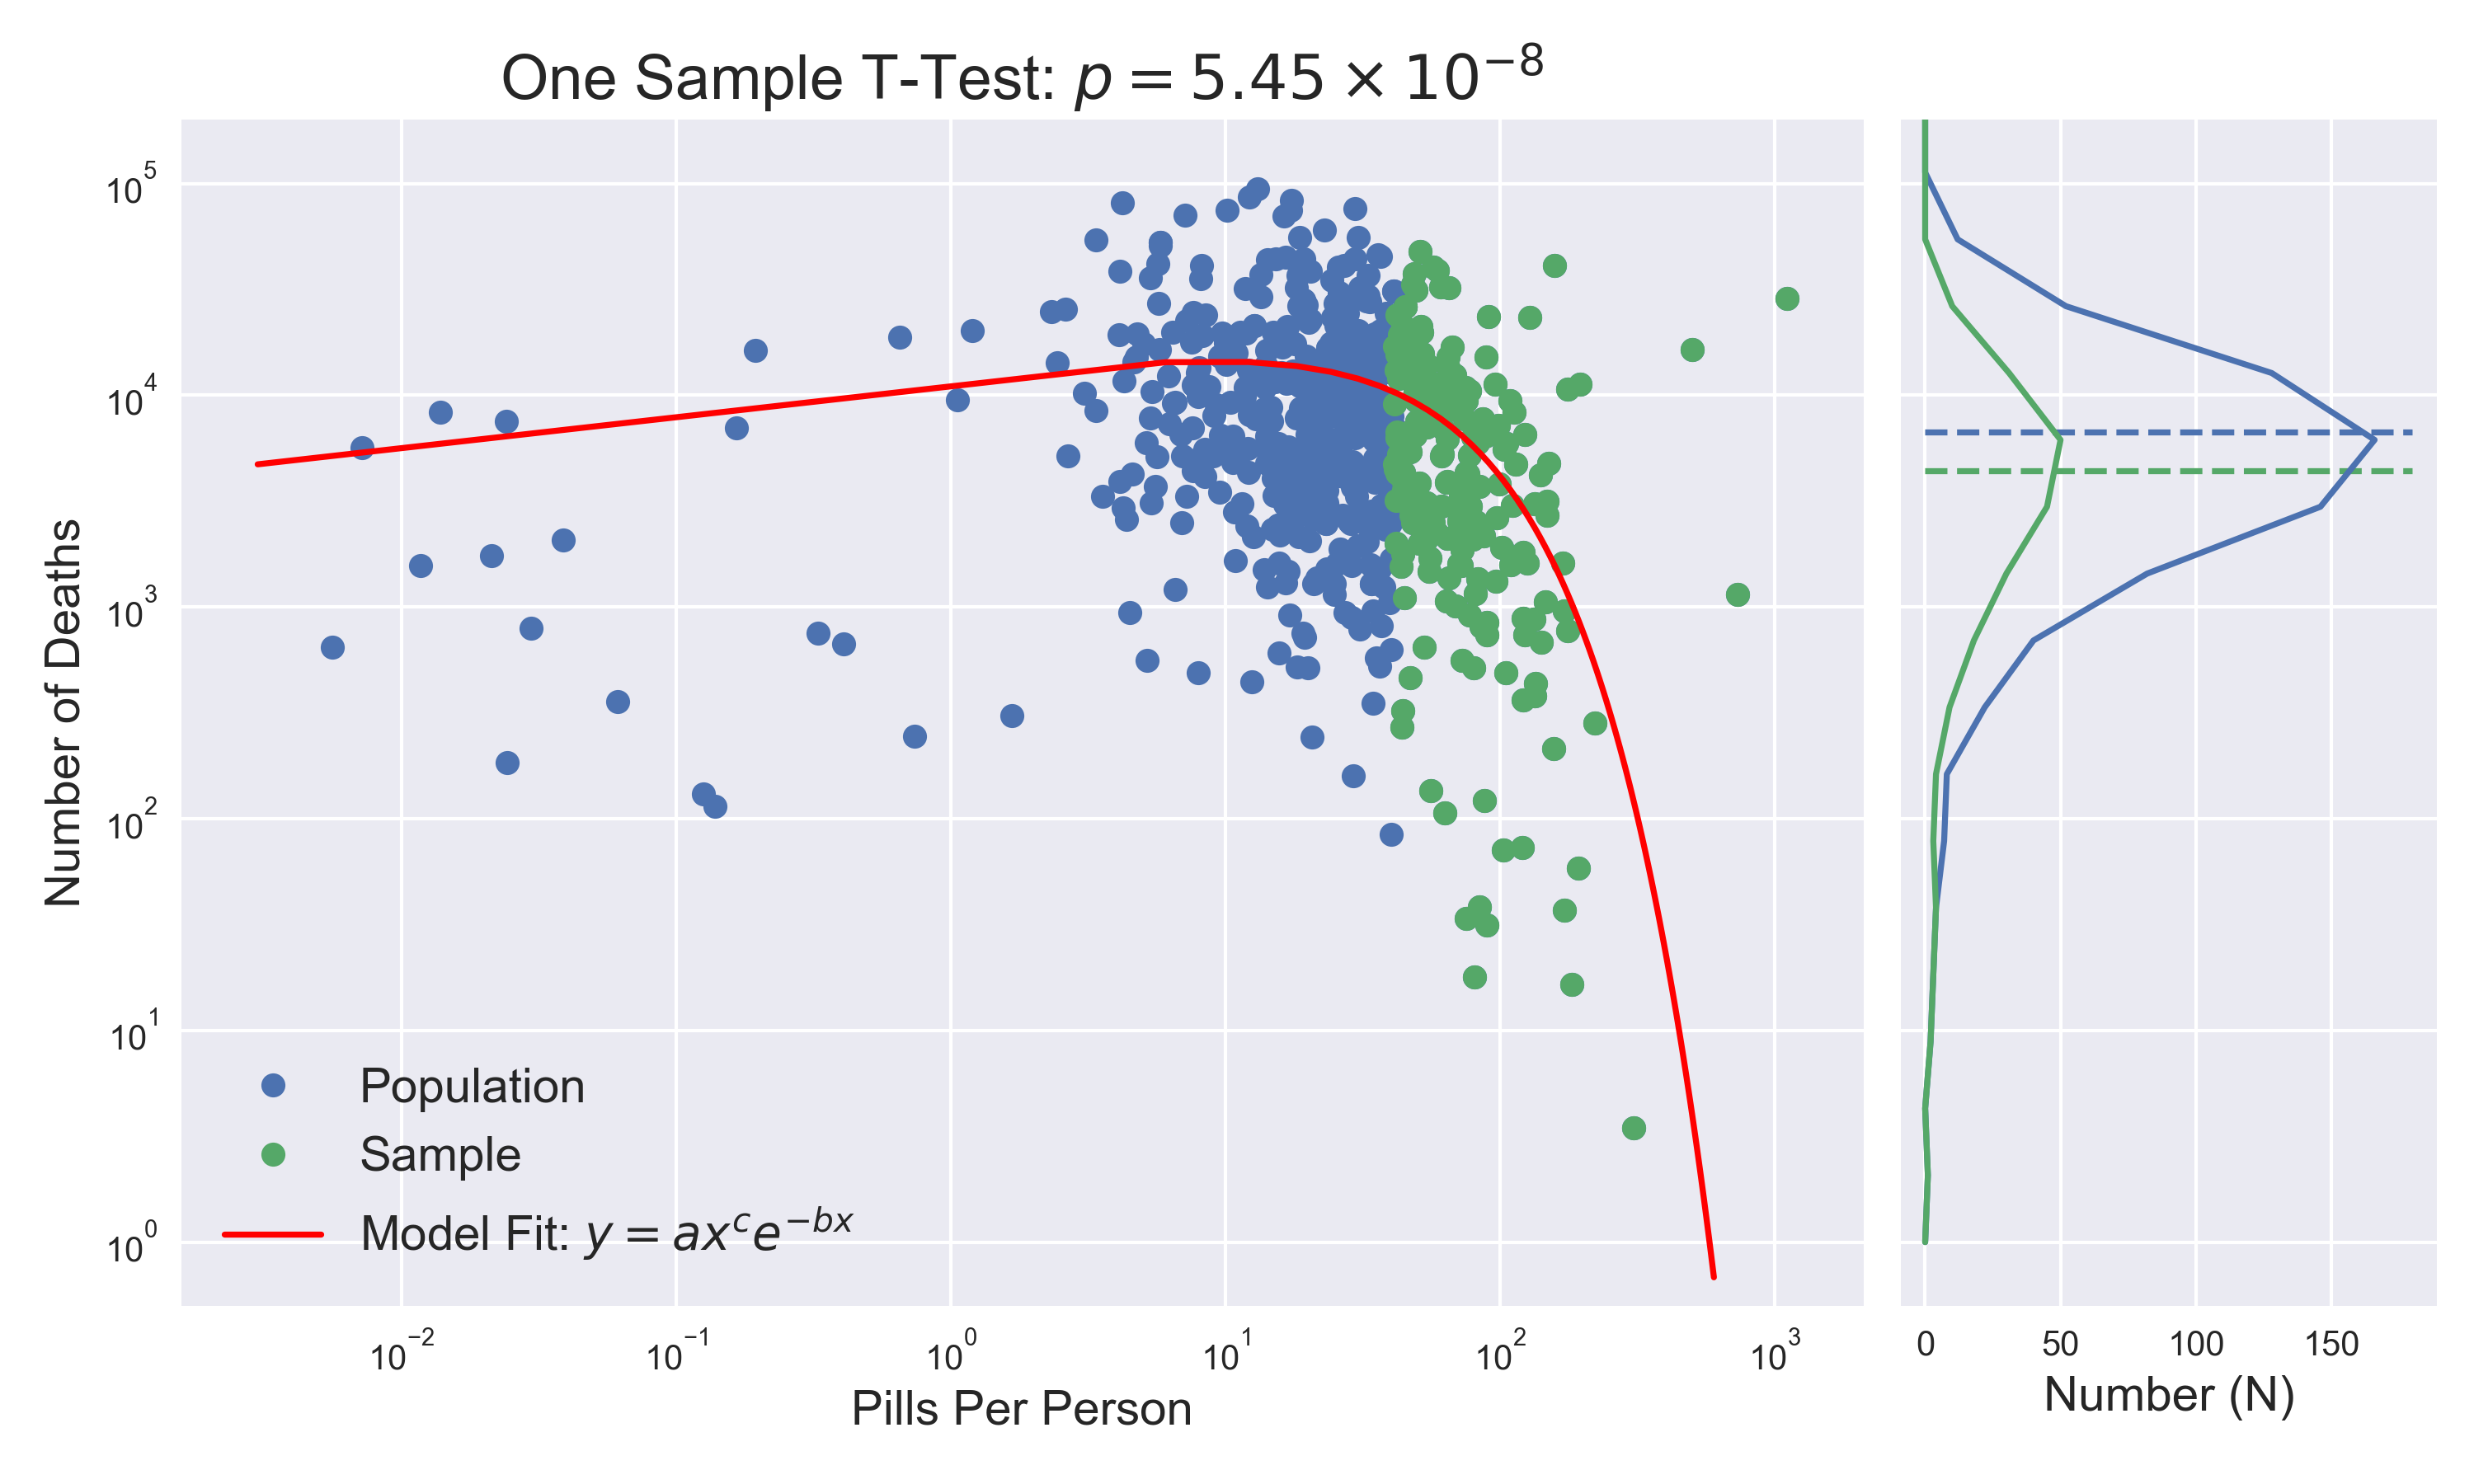 One Sample T-Test: p = 5.45 × 10⁻⁸
10⁵
10⁴
10³
10²
10¹
10⁰
Number of Deaths
Population
Sample
Model Fit: y = axᶜe⁻ᵇˣ
10⁻²
10⁻¹
10⁰
10¹
10²
10³
Pills Per Person
0
50
100
150
Number (N)